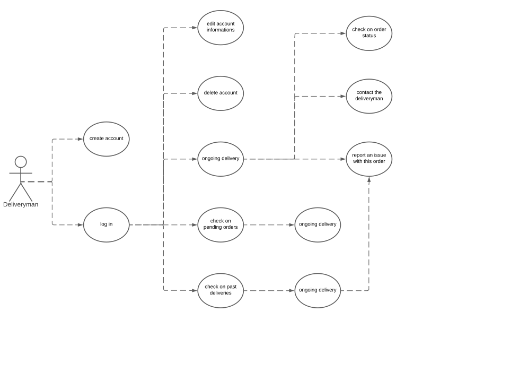 edit account
informations
check on order
status
delete account
contact the
deliveryman
create account
ongoing delivery
report an issue
with this order
Deliveryman
log in
check on
pending orders
ongoing delivery
check on past
deliveries
ongoing delivery